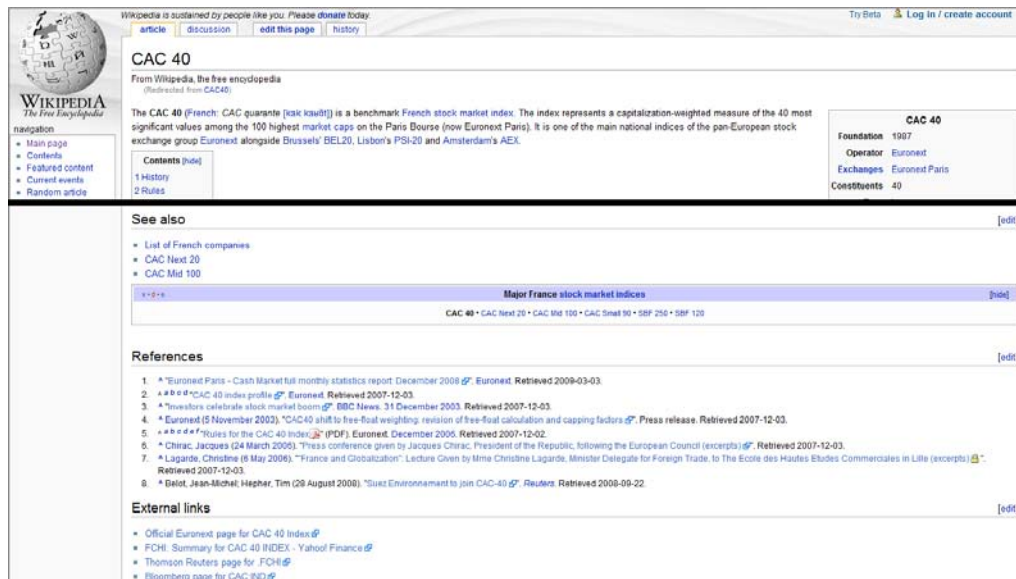 Wikipedia is sustained by people like you. Please donate today.
Try Beta Log in / create account
article discussion edit this page history
CAC 40
From Wikipedia, the free encyclopedia
(Redirected from CAC40)
WIKIPEDIA
The Free Encyclopedia
navigation
Main page
Contents
Featured content
Current events
Random article
The CAC 40 (French: CAC quarante [kak kaʁɑ̃t]) is a benchmark French stock market index. The index represents a capitalization-weighted measure of the 40 most
significant values among the 100 highest market caps on the Paris Bourse (now Euronext Paris). It is one of the main national indices of the pan-European stock
exchange group Euronext alongside Brussels' BEL20, Lisbon's PSI-20 and Amsterdam's AEX.
Contents [hide]
1 History
2 Rules
CAC 40
Foundation 1987
Operator Euronext
Exchanges Euronext Paris
Constituents 40
See also [edit
List of French companies
CAC Next 20
CAC Mid 100
v • d • e Major France stock market indices [hide]
CAC 40 • CAC Next 20 • CAC Mid 100 • CAC Small 90 • SBF 250 • SBF 120
References [edit
1. ^ "Euronext Paris - Cash Market full monthly statistics report: December 2008". Euronext. Retrieved 2009-03-03.
2. ^ a b c d "CAC 40 index profile". Euronext. Retrieved 2007-12-03.
3. ^ "Investors celebrate stock market boom". BBC News. 31 December 2003. Retrieved 2007-12-03.
4. ^ Euronext (5 November 2003). "CAC40 shift to free-float weighting: revision of free-float calculation and capping factors". Press release. Retrieved 2007-12-03.
5. ^ a b c d e f "Rules for the CAC 40 Index" (PDF). Euronext. December 2006. Retrieved 2007-12-02.
6. ^ Chirac, Jacques (24 March 2006). "Press conference given by Jacques Chirac, President of the Republic, following the European Council (excerpts)". Retrieved 2007-12-03.
7. ^ Lagarde, Christine (6 May 2006). ""France and Globalization": Lecture Given by Mme Christine Lagarde, Minister Delegate for Foreign Trade, to The Ecole des Hautes Etudes Commerciales in Lille (excerpts)".
Retrieved 2007-12-03.
8. ^ Belot, Jean-Michel; Hepher, Tim (28 August 2008). "Suez Environnement to join CAC-40". Reuters. Retrieved 2008-09-22.
External links [edit
Official Euronext page for CAC 40 Index
FCHI: Summary for CAC 40 INDEX - Yahoo! Finance
Thomson Reuters page for .FCHI
Bloomberg page for CAC:IND